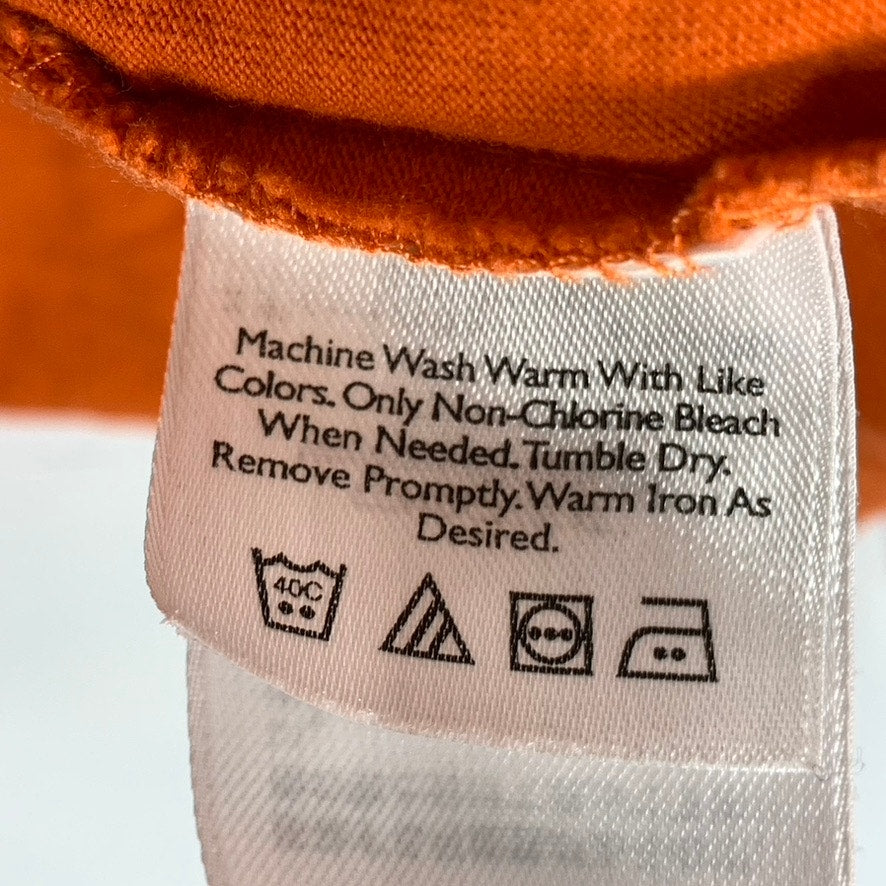 Machine Wash Warm With Like
Colors. Only Non-Chlorine Bleach
When Needed. Tumble Dry.
Remove Promptly. Warm Iron As
Desired.
40C